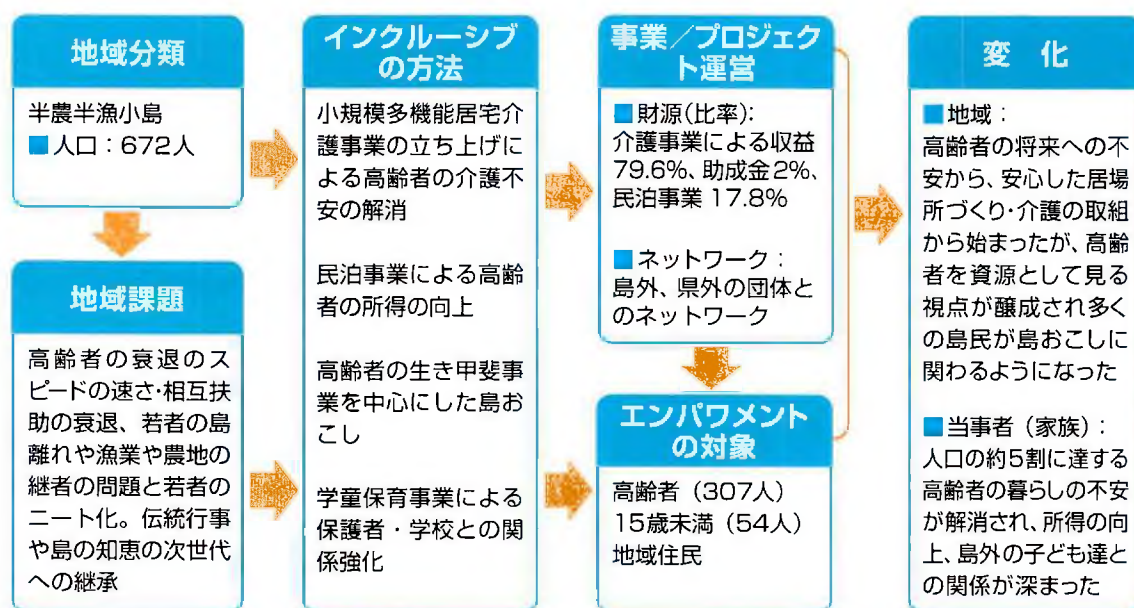 地域分類
半農半漁小島
■人口：672人
地域課題
高齢者の衰退のス
ピードの速さ・相互扶
助の衰退、若者の島
離れや漁業や農地の
継者の問題と若者の
ニート化。伝統行事
や島の知恵の次世代
への継承
インクルーシブ
の方法
小規模多機能居宅介
護事業の立ち上げに
よる高齢者の介護不
安の解消
民泊事業による高齢
者の所得の向上
高齢者の生き甲斐事
業を中心にした島お
こし
学童保育事業による
保護者・学校との関
係強化
事業／プロジェク
ト運営
■財源(比率)：
介護事業による収益
79.6%、助成金2%、
民泊事業 17.8%
■ネットワーク：
島外、県外の団体と
のネットワーク
エンパワメント
の対象
高齢者（307人）
15歳未満（54人）
地域住民
変　化
■地域：
高齢者の将来への不
安から、安心した居場
所づくり・介護の取組
から始まったが、高齢
者を資源として見る
視点が醸成され多く
の島民が島おこしに
関わるようになった
■当事者（家族）：
人口の約5割に達する
高齢者の暮らしの不安
が解消され、所得の向
上、島外の子ども達と
の関係が深まった